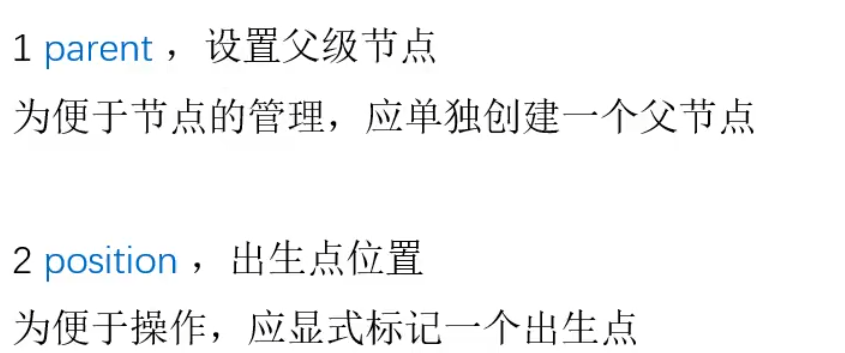 1 parent ，设置父级节点
为便于节点的管理，应单独创建一个父节点
2 position ，出生点位置
为便于操作，应显式标记一个出生点